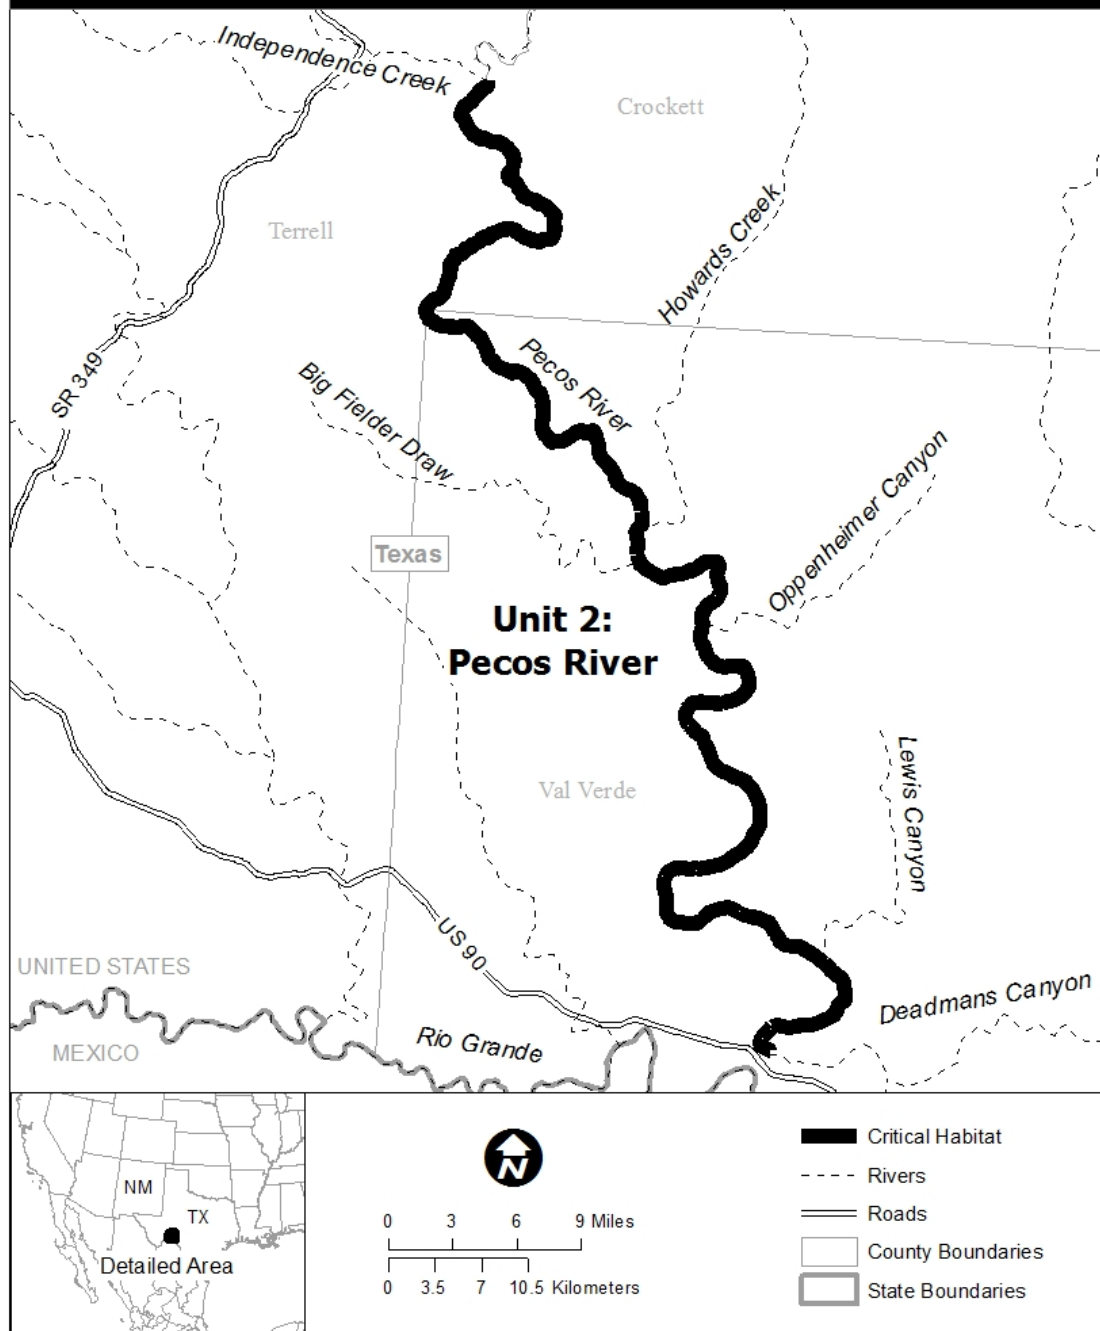 Independence Creek
Crockett
Terrell
Howards Creek
SR 349
Pecos River
Big Fielder Draw
Oppenheimer Canyon
Texas
Unit 2:
Pecos River
Lewis Canyon
Val Verde
US 90
UNITED STATES
Deadmans Canyon
MEXICO
Rio Grande
NM
TX
Detailed Area
N
0 3 6 9 Miles
0 3.5 7 10.5 Kilometers
Critical Habitat
Rivers
Roads
County Boundaries
State Boundaries